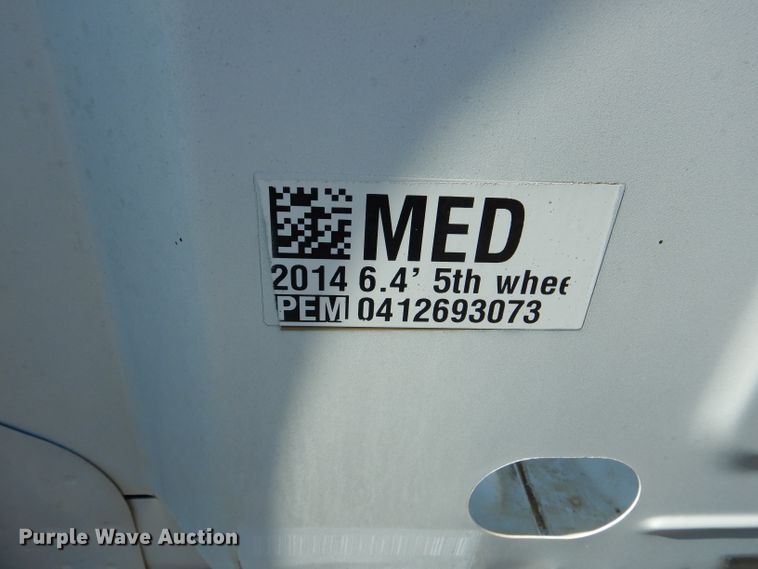 MED
2014 6.4' 5th whee
PEM 0412693073
Purple Wave Auction